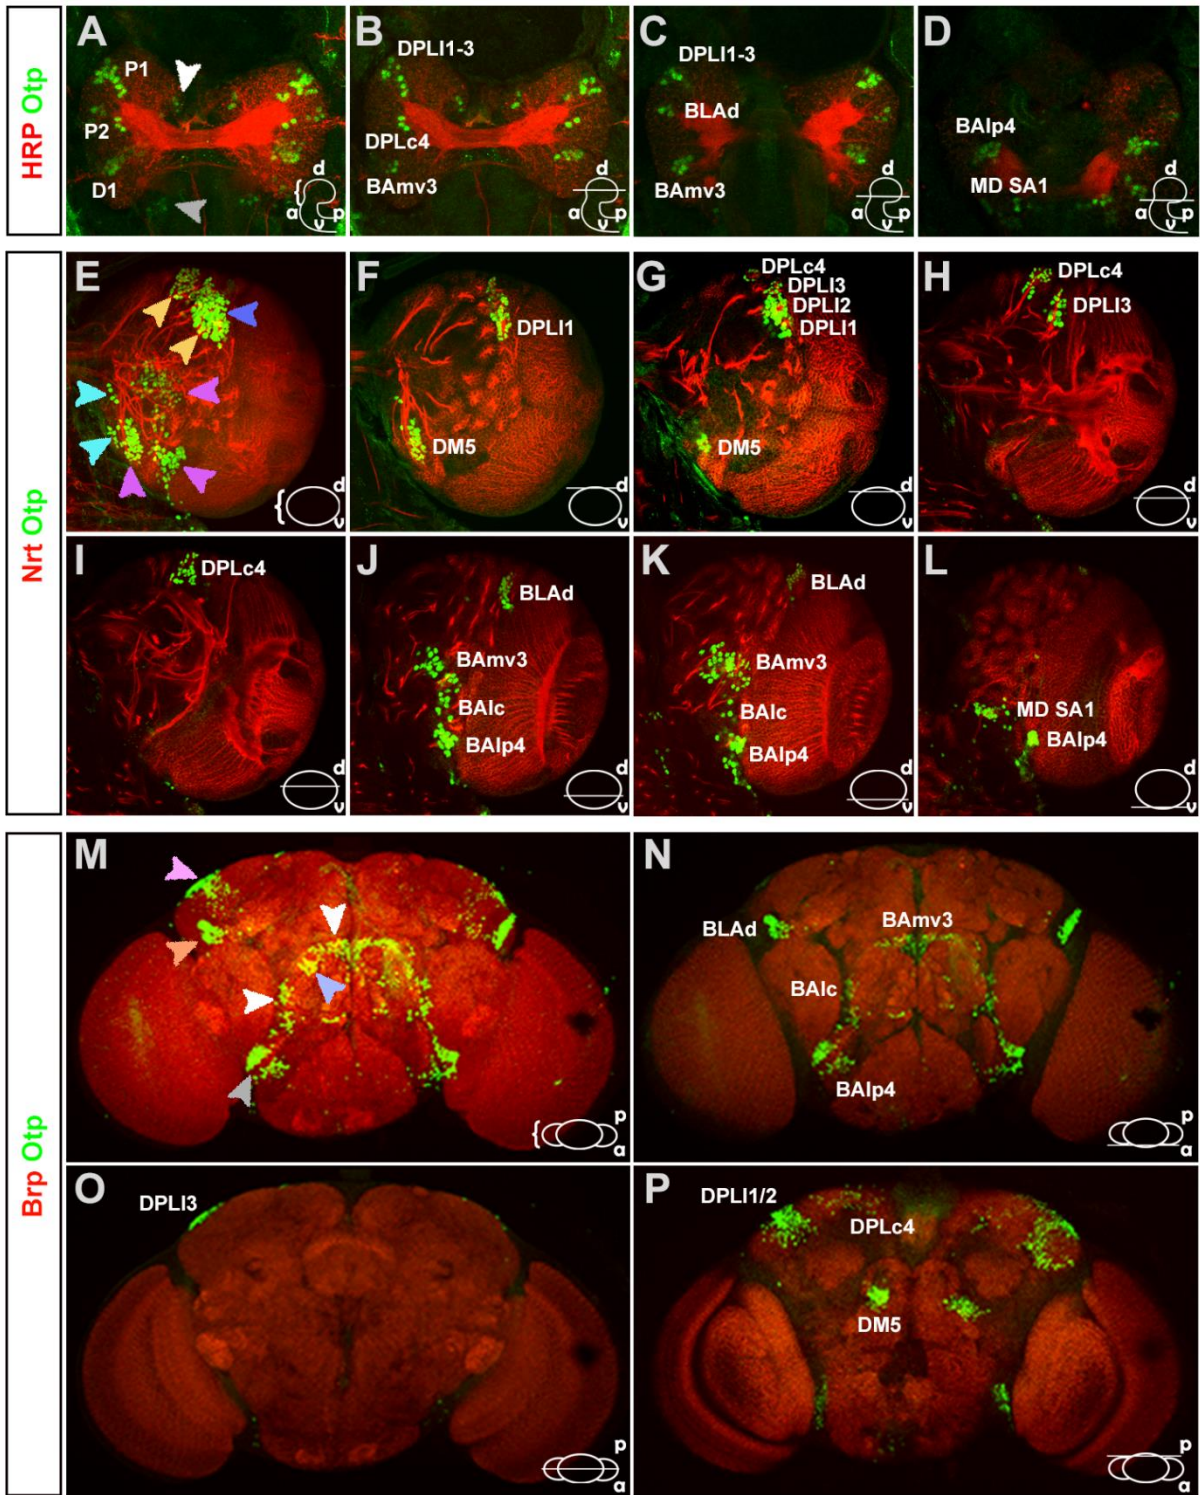 HRP Otp
A
P1
P2
D1
d
a
p
v
B
DPLl1-3
DPLc4
BAmv3
d
a
p
v
C
DPLl1-3
BLAd
BAmv3
d
a
p
v
D
BAlp4
MD SA1
d
a
p
v
Nrt Otp
E
d
v
F
DPLl1
DM5
d
v
G
DPLc4
DPLl3
DPLl2
DPLl1
DM5
d
v
H
DPLc4
DPLl3
d
v
I
DPLc4
d
v
J
BLAd
BAmv3
BAlc
BAlp4
d
v
K
BLAd
BAmv3
BAlc
BAlp4
d
v
L
MD SA1
BAlp4
d
v
Brp Otp
M
p
a
N
BLAd
BAmv3
BAlc
BAlp4
p
a
O
DPLl3
p
a
P
DPLl1/2
DPLc4
DM5
p
a